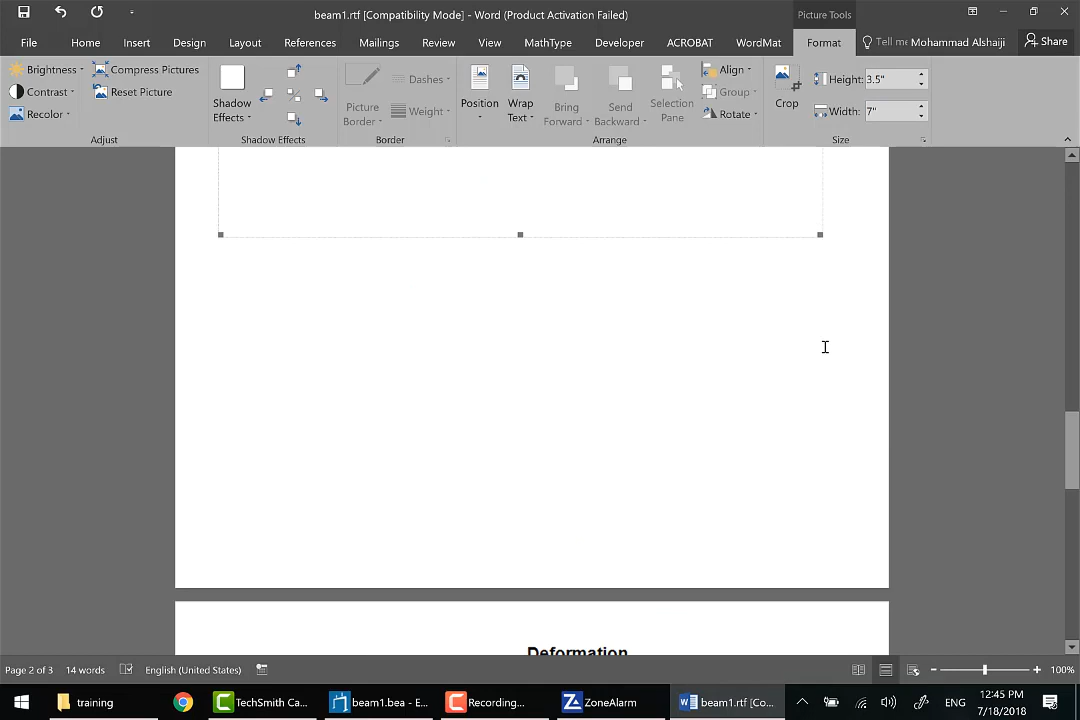 beam1.rtf [Compatibility Mode] - Word (Product Activation Failed)
Picture Tools
File Home Insert Design Layout References Mailings Review View MathType Developer ACROBAT WordMat Format Tell me Mohammad Alshaiji Share
Brightness
Contrast
Recolor
Compress Pictures
Reset Picture
Adjust
Shadow
Effects
Shadow Effects
Picture
Border
Dashes
Weight
Border
Position
Wrap
Text
Bring
Forward
Send
Backward
Selection
Pane
Align
Group
Rotate
Arrange
Crop
Height: 3.5"
Width: 7"
Size
Deformation
Page 2 of 3 14 words English (United States) 100%
training TechSmith Ca... beam1.bea - E... Recording... ZoneAlarm beam1.rtf [Co... ENG 12:45 PM
7/18/2018